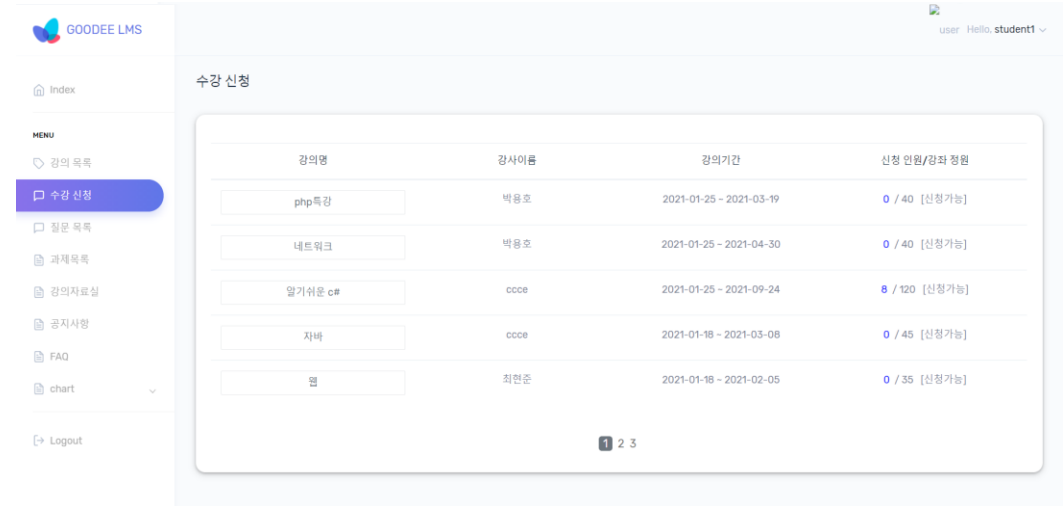 GOODEE LMS
user Hello, student1
Index
MENU
강의 목록
수강 신청
질문 목록
과제목록
강의자료실
공지사항
FAQ
chart
Logout
수강 신청
강의명 강사이름 강의기간 신청 인원/강좌 정원
php특강 박용호 2021-01-25 ~ 2021-03-19 0 / 40 [신청가능]
네트워크 박용호 2021-01-25 ~ 2021-04-30 0 / 40 [신청가능]
알기쉬운 c# ccce 2021-01-25 ~ 2021-09-24 8 / 120 [신청가능]
자바 ccce 2021-01-18 ~ 2021-03-08 0 / 45 [신청가능]
웹 최현준 2021-01-18 ~ 2021-02-05 0 / 35 [신청가능]
1 2 3